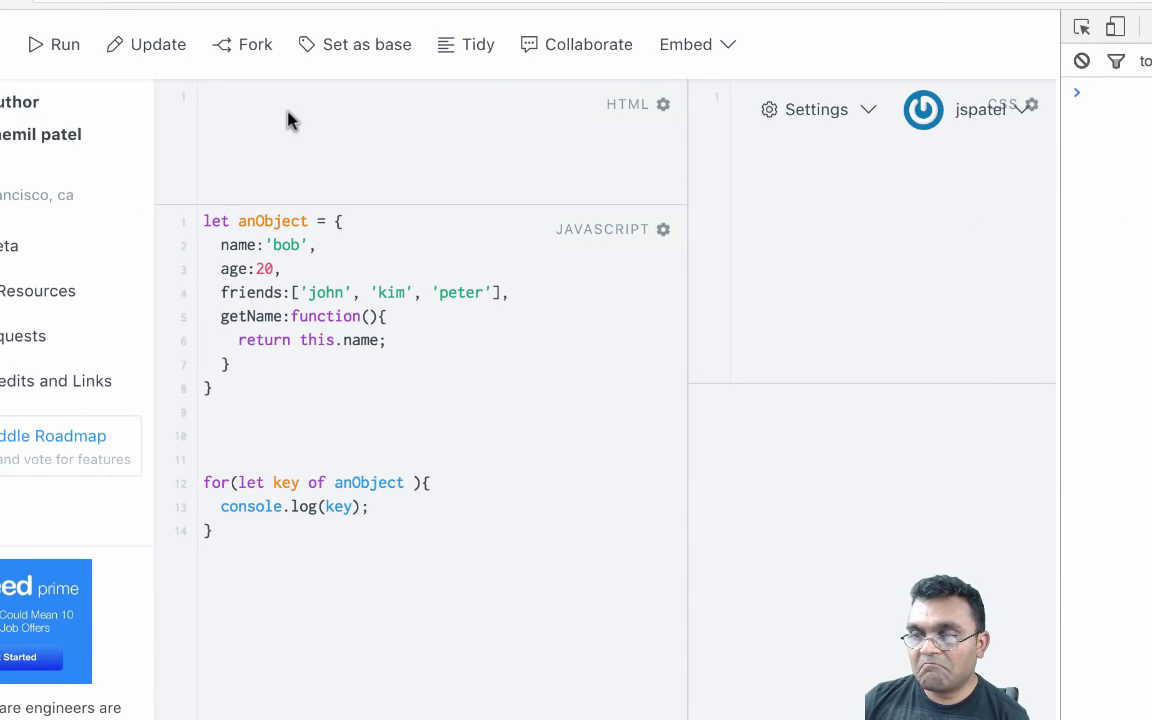 Run Update Fork Set as base Tidy Collaborate Embed
to
uthor
emil patel
ancisco, ca
eta
Resources
quests
edits and Links
ddle Roadmap
and vote for features
eed prime
Could Mean 10
Job Offers
Started
are engineers are
1
HTML
1
Settings
jspatel
CSS
JAVASCRIPT
1 let anObject = {
2 name:'bob',
3 age:20,
4 friends:['john', 'kim', 'peter'],
5 getName:function(){
6 return this.name;
7 }
8 }
9
10
11
12 for(let key of anObject ){
13 console.log(key);
14 }